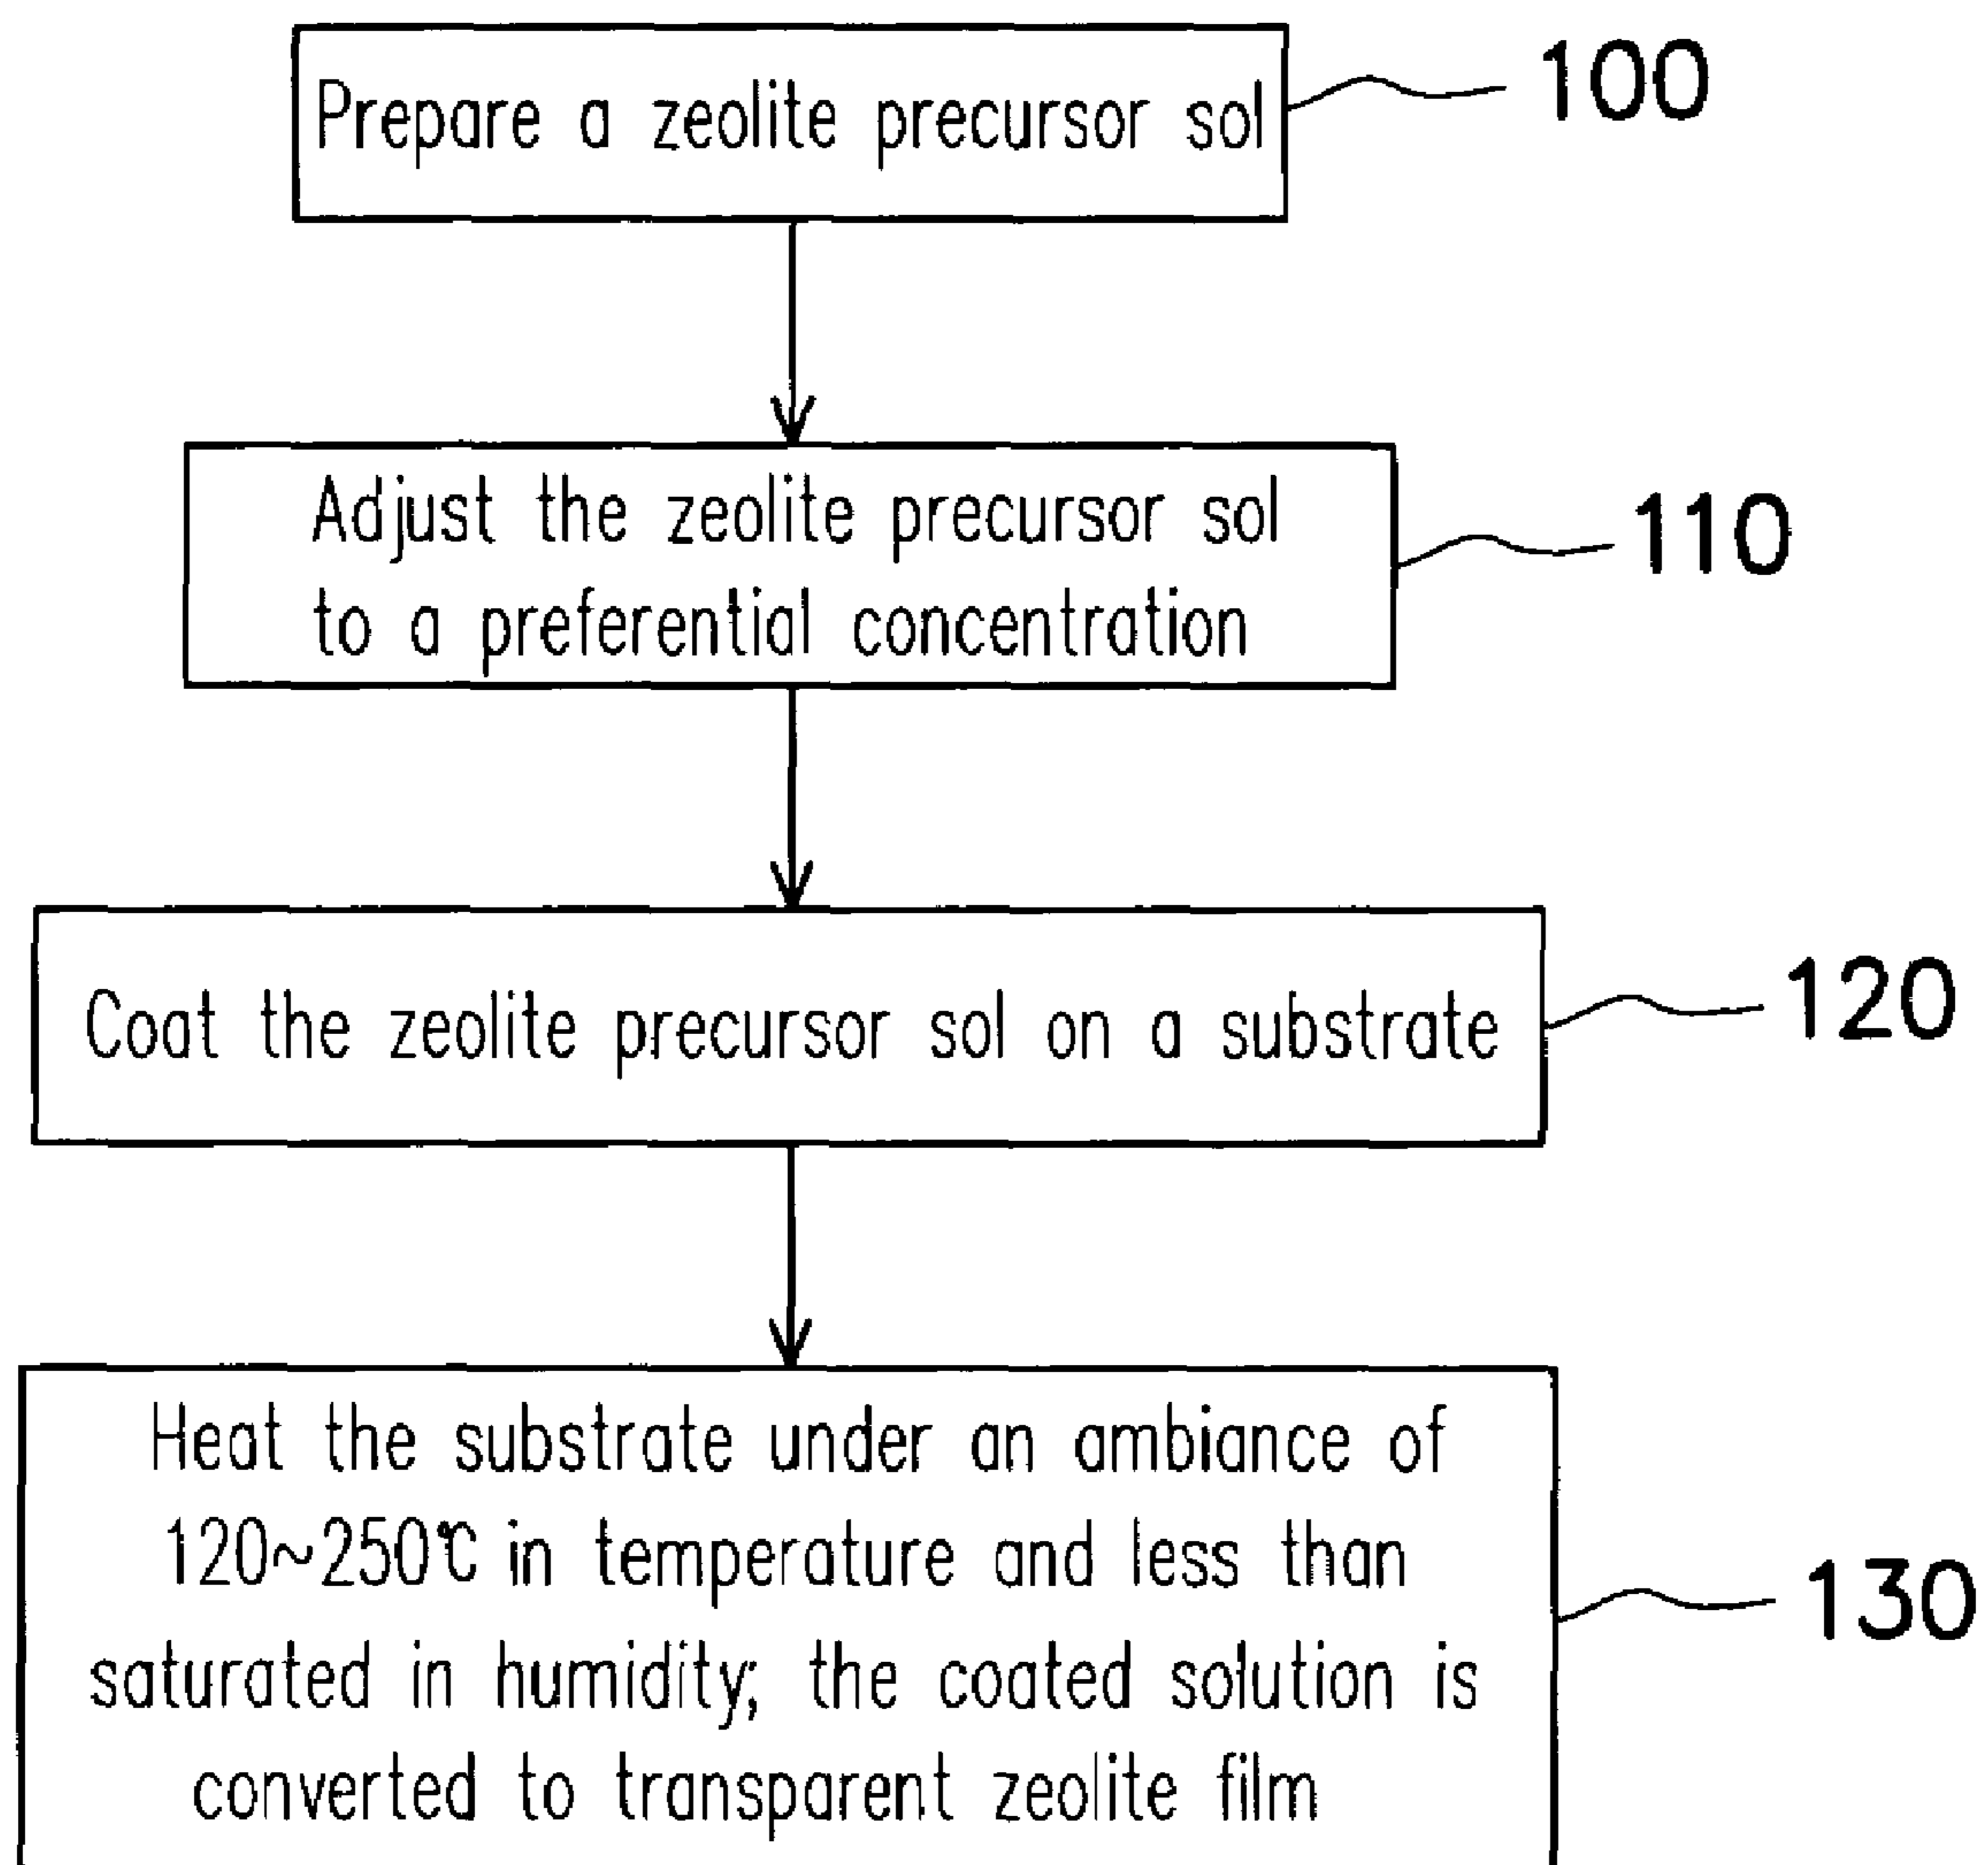 Prepare a zeolite precursor sol
100
Adjust the zeolite precursor sol
to a preferential concentration
110
Coat the zeolite precursor sol on a substrate
120
Heat the substrate under an ambiance of
120~250℃ in temperature and less than
saturated in humidity; the coated solution is
converted to transparent zeolite film
130